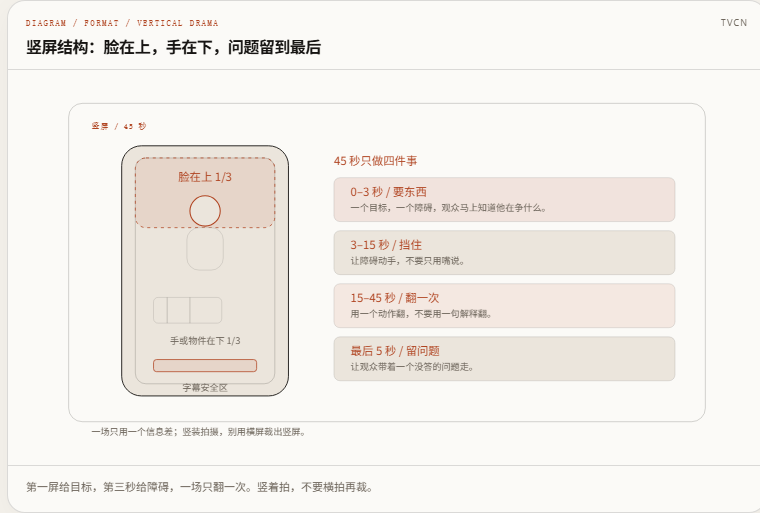 DIAGRAM / FORMAT / VERTICAL DRAMA
TVCN
竖屏结构：脸在上，手在下，问题留到最后
竖屏 / 45 秒
脸在上 1/3
手或物件在下 1/3
字幕安全区
45 秒只做四件事
0–3 秒 / 要东西
一个目标，一个障碍，观众马上知道他在争什么。
3–15 秒 / 挡住
让障碍动手，不要只用嘴说。
15–45 秒 / 翻一次
用一个动作翻，不要用一句解释翻。
最后 5 秒 / 留问题
让观众带着一个没答的问题走。
一场只用一个信息差；竖装拍摄，别用横屏裁出竖屏。
第一屏给目标，第三秒给障碍，一场只翻一次。竖着拍，不要横拍再裁。